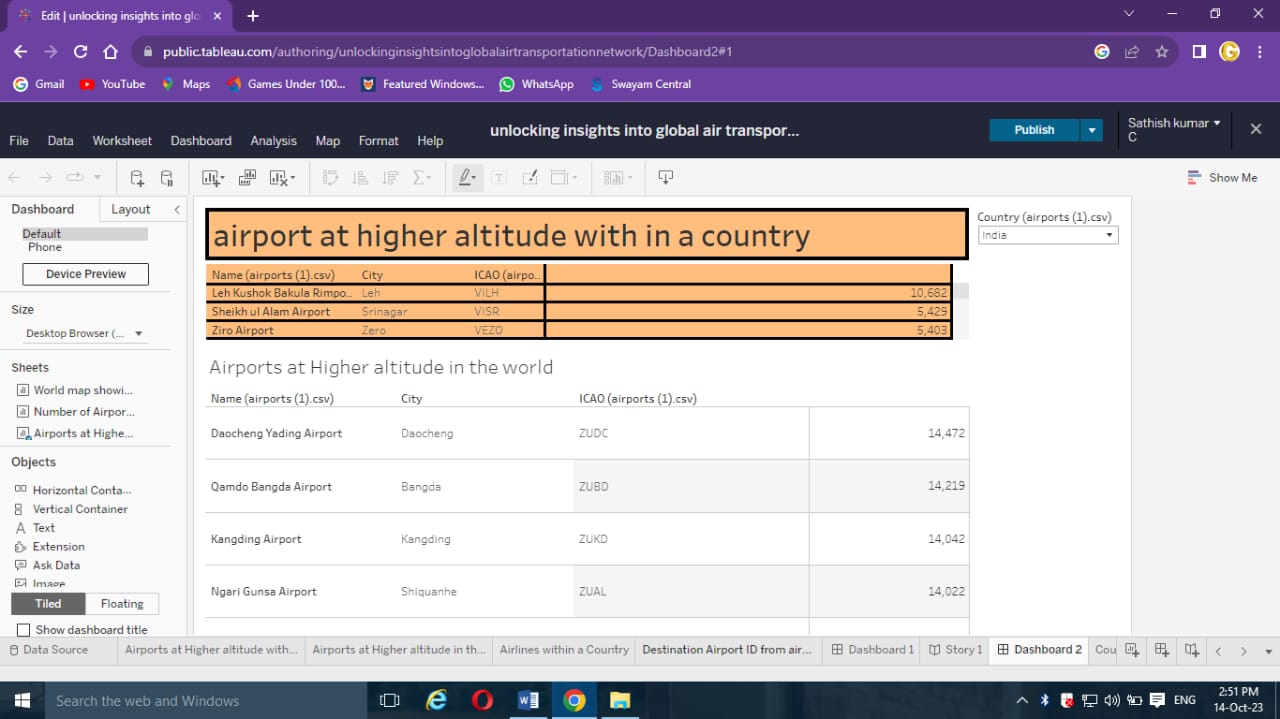 Edit | unlocking insights into glo
public.tableau.com/authoring/unlockinginsightsintoglobalairtransportationnetwork/Dashboard2#1
Gmail YouTube Maps Games Under 100... Featured Windows... WhatsApp Swayam Central
unlocking insights into global air transpor...
Publish
Sathish kumar
C
File Data Worksheet Dashboard Analysis Map Format Help
Show Me
Dashboard Layout
Default
Phone
Device Preview
Size
Desktop Browser (...
Sheets
World map showi...
Number of Airpor...
Airports at Highe...
Objects
Horizontal Conta...
Vertical Container
Text
Extension
Ask Data
Image
Tiled Floating
Show dashboard title
airport at higher altitude with in a country
Country (airports (1).csv)
India
Name (airports (1).csv) City ICAO (airpo..
Leh Kushok Bakula Rimpo.. Leh VILH 10,682
Sheikh ul Alam Airport Srinagar VISR 5,429
Ziro Airport Zero VEZO 5,403
Airports at Higher altitude in the world
Name (airports (1).csv) City ICAO (airports (1).csv)
Daocheng Yading Airport Daocheng ZUDC 14,472
Qamdo Bangda Airport Bangda ZUBD 14,219
Kangding Airport Kangding ZUKD 14,042
Ngari Gunsa Airport Shiquanhe ZUAL 14,022
Data Source Airports at Higher altitude with... Airports at Higher altitude in th... Airlines within a Country Destination Airport ID from air... Dashboard 1 Story 1 Dashboard 2 Cou
Search the web and Windows
ENG
2:51 PM
14-Oct-23